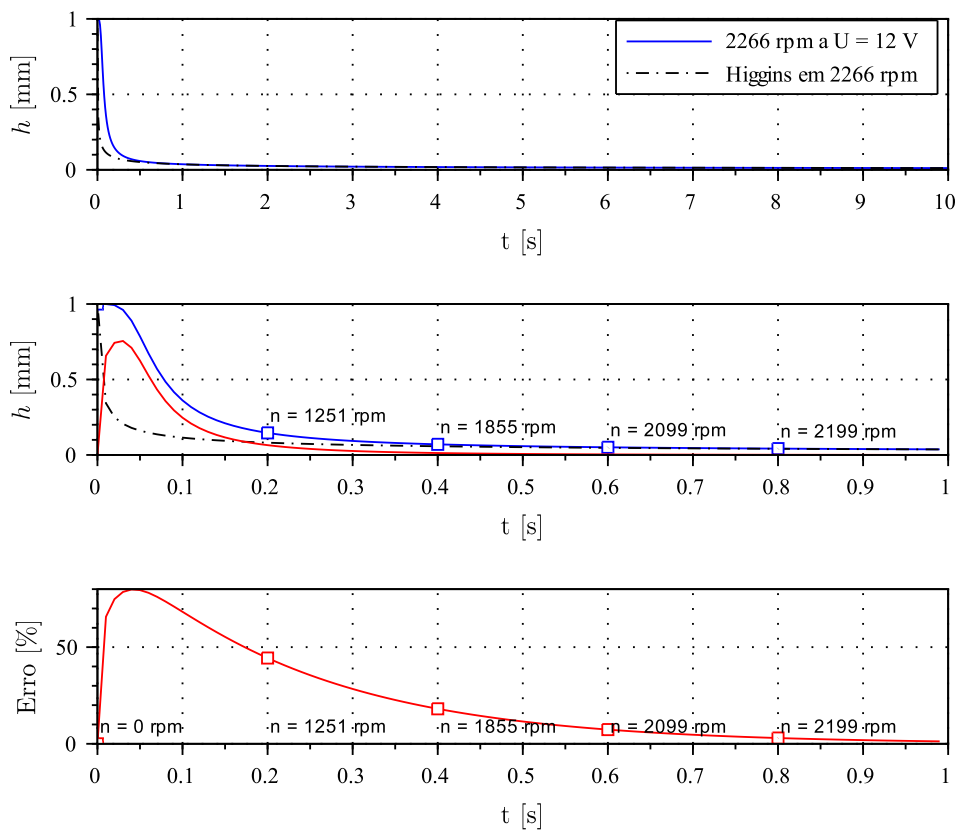 1
2266 rpm a U = 12 V
Higgins em 2266 rpm
h [mm]
0.5
0
0 1 2 3 4 5 6 7 8 9 10
t [s]
1
h [mm]
0.5
n = 1251 rpm
n = 1855 rpm
n = 2099 rpm
n = 2199 rpm
0
0 0.1 0.2 0.3 0.4 0.5 0.6 0.7 0.8 0.9 1
t [s]
Erro [%]
50
n = 0 rpm
n = 1251 rpm
n = 1855 rpm
n = 2099 rpm
n = 2199 rpm
0
0 0.1 0.2 0.3 0.4 0.5 0.6 0.7 0.8 0.9 1
t [s]